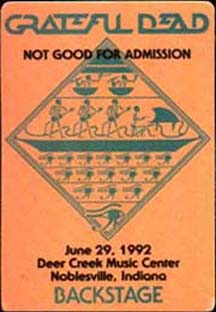 GRATEFUL DEAD
NOT GOOD FOR ADMISSION
June 29, 1992
Deer Creek Music Center
Noblesville, Indiana
BACKSTAGE